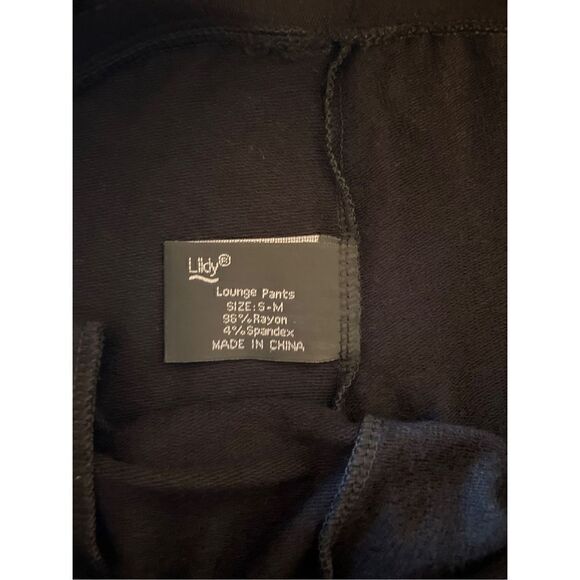 Lildy®
Lounge Pants
SIZE:S-M
96%Rayon
4%Spandex
MADE IN CHINA